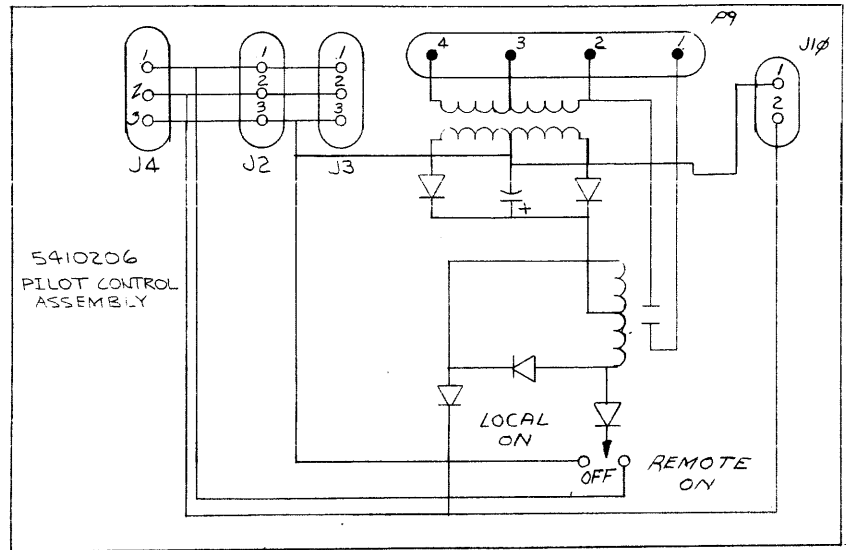 P9
4 3 2 1
J1Ø
1
2
1 1 1
2 2 2
3 3 3
J4 J2 J3
+
5410206
PILOT CONTROL
ASSEMBLY
LOCAL
ON
OFF
REMOTE
ON